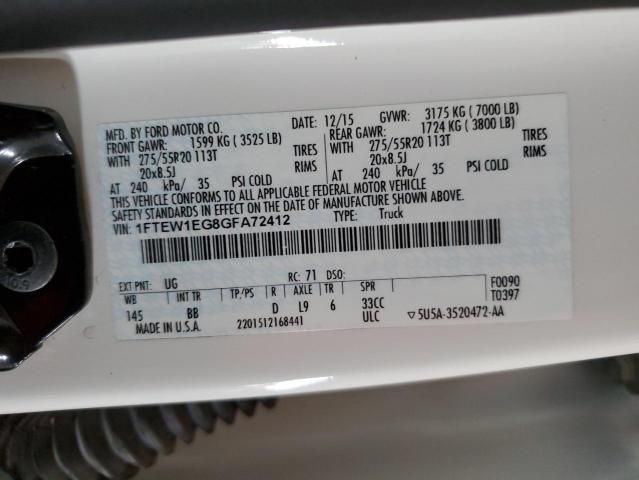 MFD. BY FORD MOTOR CO.
DATE: 12/15 GVWR: 3175 KG ( 7000 LB)
FRONT GAWR: 1599 KG ( 3525 LB)
REAR GAWR: 1724 KG ( 3800 LB)
WITH 275/55R20 113T TIRES
WITH 275/55R20 113T TIRES
20x8.5J RIMS
20x8.5J RIMS
AT 240 kPa/ 35 PSI COLD
AT 240 kPa/ 35 PSI COLD
THIS VEHICLE CONFORMS TO ALL APPLICABLE FEDERAL MOTOR VEHICLE
SAFETY STANDARDS IN EFFECT ON THE DATE OF MANUFACTURE SHOWN ABOVE.
VIN: 1FTEW1EG8GFA72412
TYPE: Truck
EXT PNT: UG RC: 71 DSO:
F0090
WB INT TR TP/PS R AXLE TR SPR
T0397
145 BB D L9 6 33CC
MADE IN U.S.A. 2201512168441 ULC ▽5U5A-3520472-AA